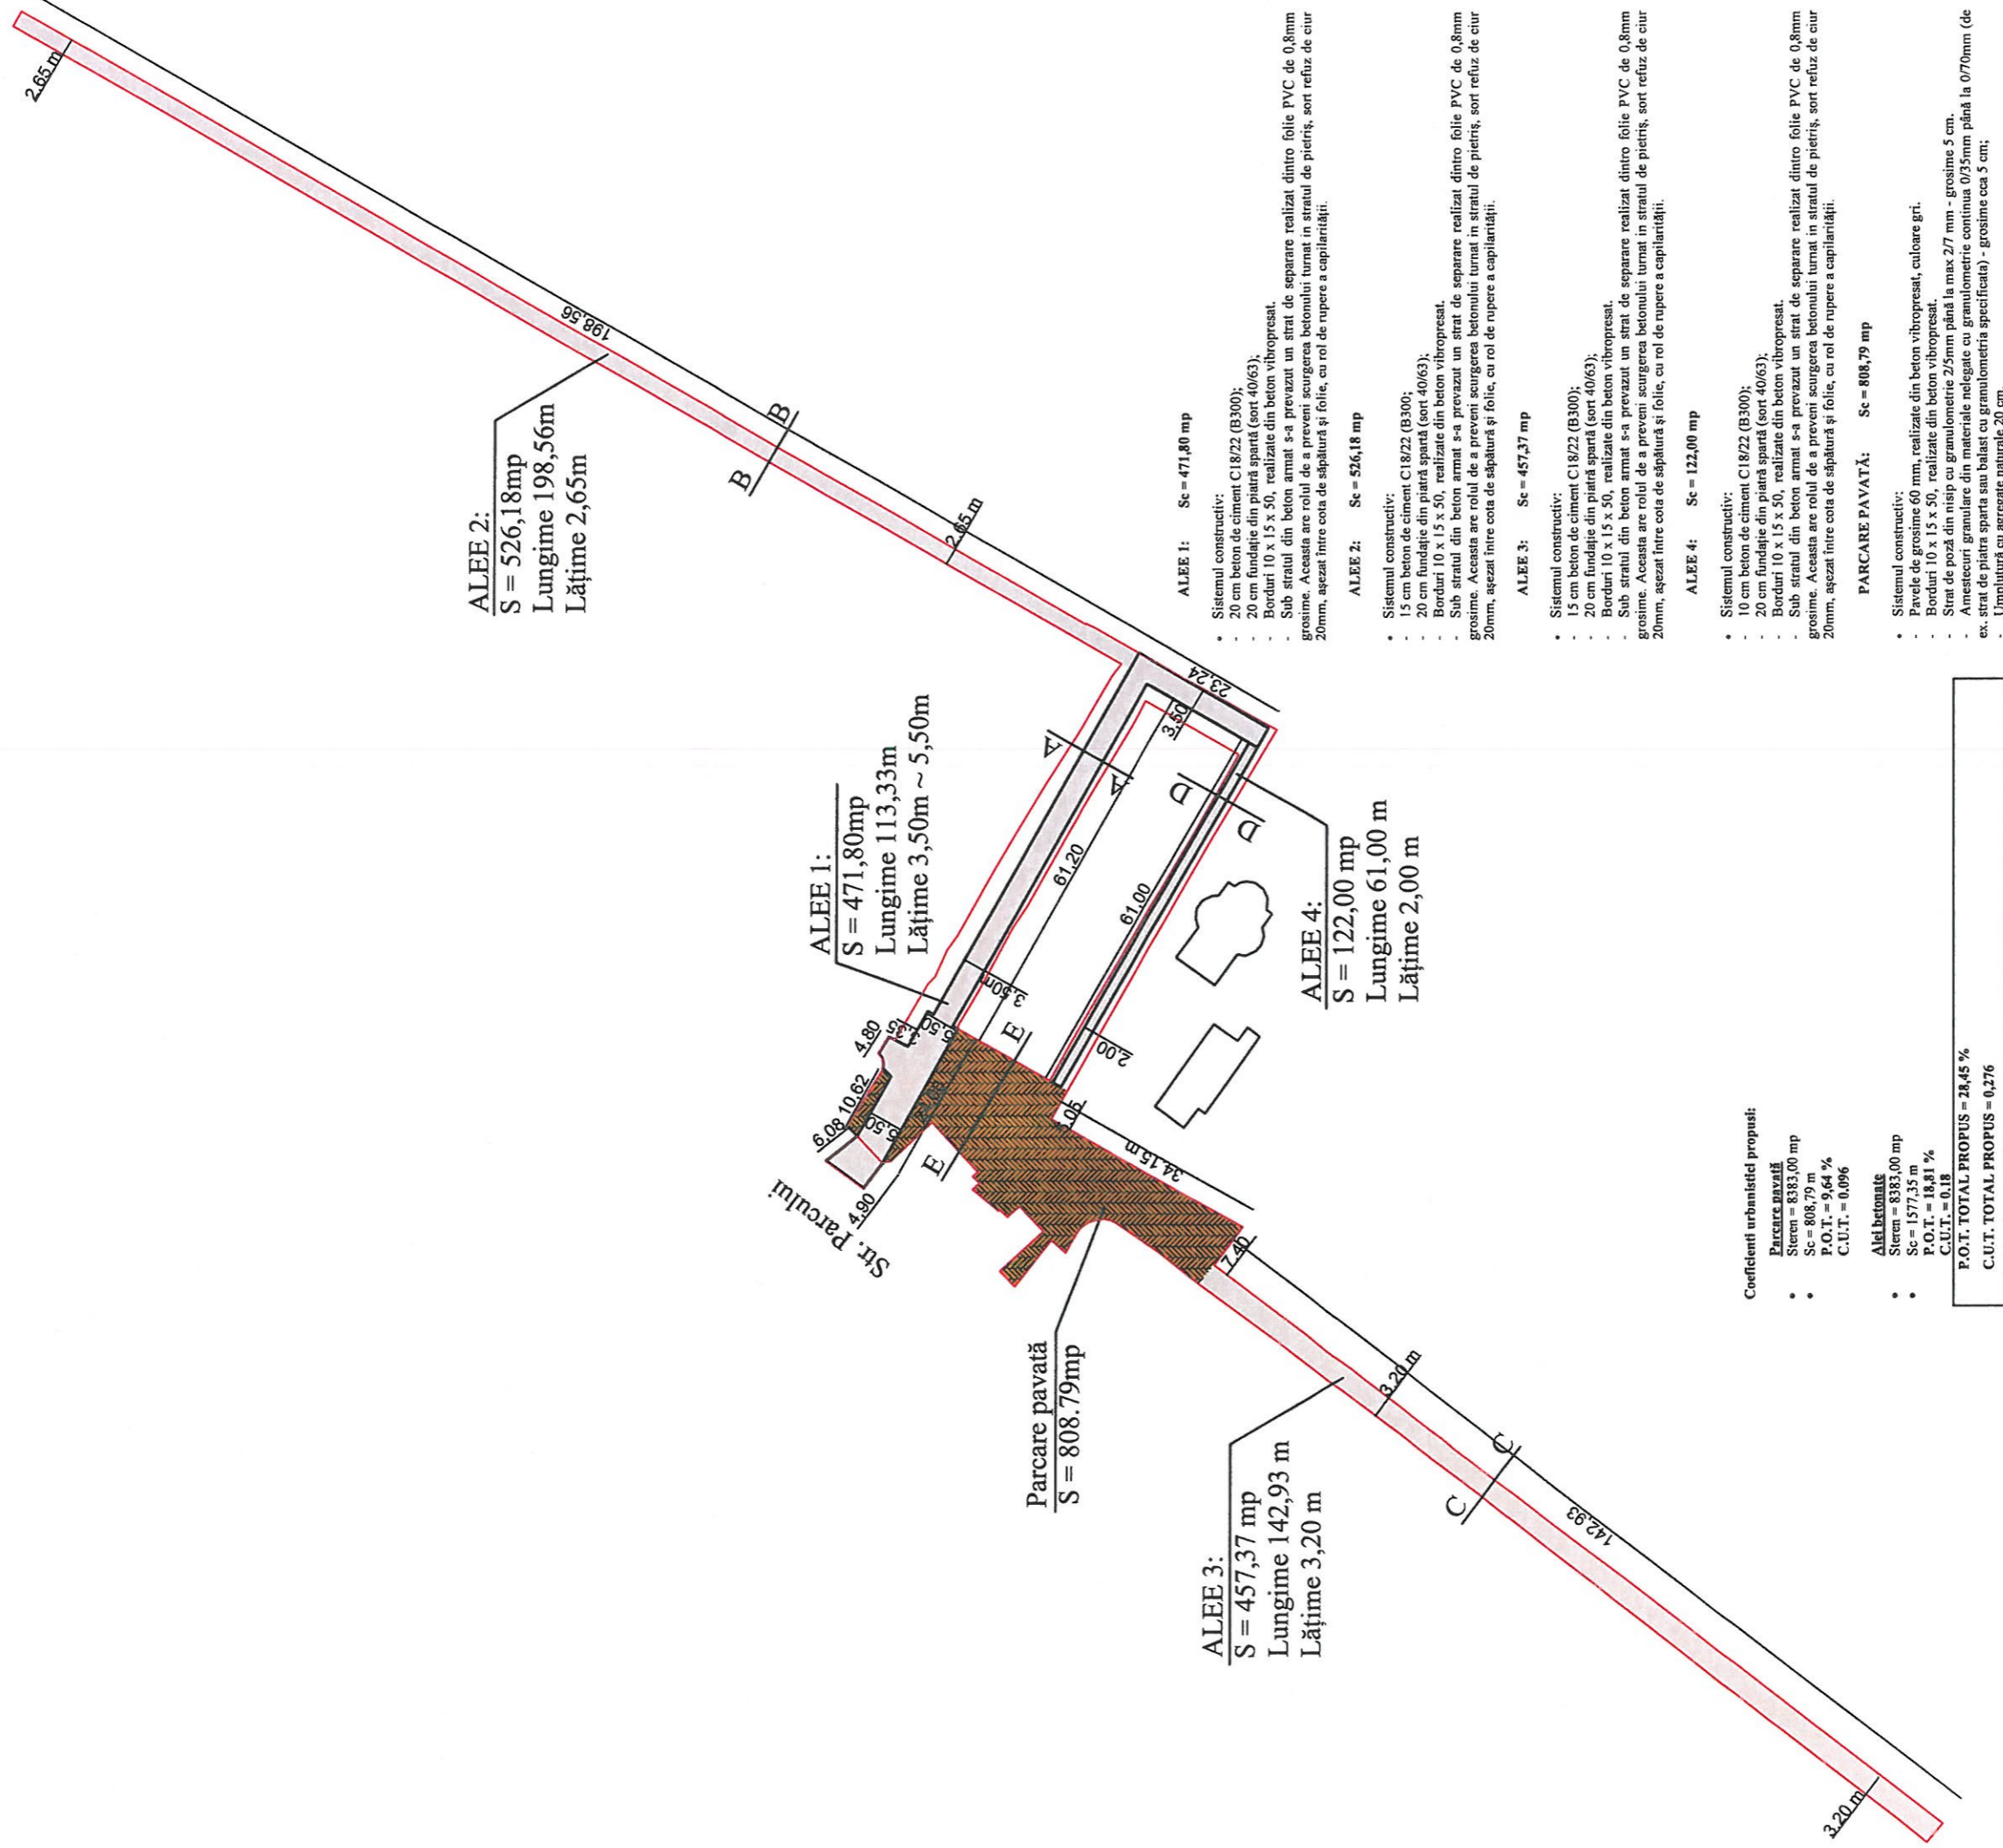 2,65 m
198,56
ALEE 2:
S = 526,18mp
Lungime 198,56m
Lățime 2,65m
B
B
2,65 m
ALEE 1:
S = 471,80mp
Lungime 113,33m
Lățime 3,50m ~ 5,50m
23,24
3,50
A
A
D
D
61,20
61,00
3,50m
2,00
E
E
4,80
5,50
10,62
6,08
5,50
4,90
Str. Parcului
34,15 m
7,40
ALEE 4:
S = 122,00 mp
Lungime 61,00 m
Lățime 2,00 m
Parcare pavată
S = 808.79mp
ALEE 3:
S = 457,37 mp
Lungime 142,93 m
Lățime 3,20 m
3,20 m
C
C
142,93
3,20 m
ALEE 1: Sc = 471,80 mp
• Sistemul constructiv:
- 20 cm beton de ciment C18/22 (B300);
- 20 cm fundație din piatră spartă (sort 40/63);
- Borduri 10 x 15 x 50, realizate din beton vibropresat.
- Sub stratul din beton armat s-a prevazut un strat de separare realizat dintro folie PVC de 0,8mm
grosime. Aceasta are rolul de a preveni scurgerea betonului turnat in stratul de pietriș, sort refuz de ciur
20mm, așezat între cota de săpătură și folie, cu rol de rupere a capilarității.
ALEE 2: Sc = 526,18 mp
• Sistemul constructiv:
- 15 cm beton de ciment C18/22 (B300);
- 20 cm fundație din piatră spartă (sort 40/63);
- Borduri 10 x 15 x 50, realizate din beton vibropresat.
- Sub stratul din beton armat s-a prevazut un strat de separare realizat dintro folie PVC de 0,8mm
grosime. Aceasta are rolul de a preveni scurgerea betonului turnat in stratul de pietriș, sort refuz de ciur
20mm, așezat între cota de săpătură și folie, cu rol de rupere a capilarității.
ALEE 3: Sc = 457,37 mp
• Sistemul constructiv:
- 15 cm beton de ciment C18/22 (B300);
- 20 cm fundație din piatră spartă (sort 40/63);
- Borduri 10 x 15 x 50, realizate din beton vibropresat.
- Sub stratul din beton armat s-a prevazut un strat de separare realizat dintro folie PVC de 0,8mm
grosime. Aceasta are rolul de a preveni scurgerea betonului turnat in stratul de pietriș, sort refuz de ciur
20mm, așezat între cota de săpătură și folie, cu rol de rupere a capilarității.
ALEE 4: Sc = 122,00 mp
• Sistemul constructiv:
- 10 cm beton de ciment C18/22 (B300);
- 20 cm fundație din piatră spartă (sort 40/63);
- Borduri 10 x 15 x 50, realizate din beton vibropresat.
- Sub stratul din beton armat s-a prevazut un strat de separare realizat dintro folie PVC de 0,8mm
grosime. Aceasta are rolul de a preveni scurgerea betonului turnat in stratul de pietriș, sort refuz de ciur
20mm, așezat între cota de săpătură și folie, cu rol de rupere a capilarității.
PARCARE PAVATĂ: Sc = 808,79 mp
• Sistemul constructiv:
- Pavele de grosime 60 mm, realizate din beton vibropresat, culoare gri.
- Borduri 10 x 15 x 50, realizate din beton vibropresat.
- Strat de poză din nisip cu granulometrie 2/5mm până la max 2/7 mm - grosime 5 cm.
- Amestecuri granulare din materiale nelegate cu granulometrie continua 0/35mm până la 0/70mm (de
ex. strat de piatra sparta sau balast cu granulometria specificata) - grosime cca 5 cm;
- Umplutură cu agregate naturale 20 cm
Coeficienti urbanistici propusi:
Parcare pavată
• Steren = 8383,00 mp
• Sc = 808,79 m
P.O.T. = 9,64 %
C.U.T. = 0.096
Alei betonate
• Steren = 8383,00 mp
• Sc = 1577,35 m
P.O.T. = 18,81 %
C.U.T. = 0.18
P.O.T. TOTAL PROPUS = 28,45 %
C.U.T. TOTAL PROPUS = 0,276